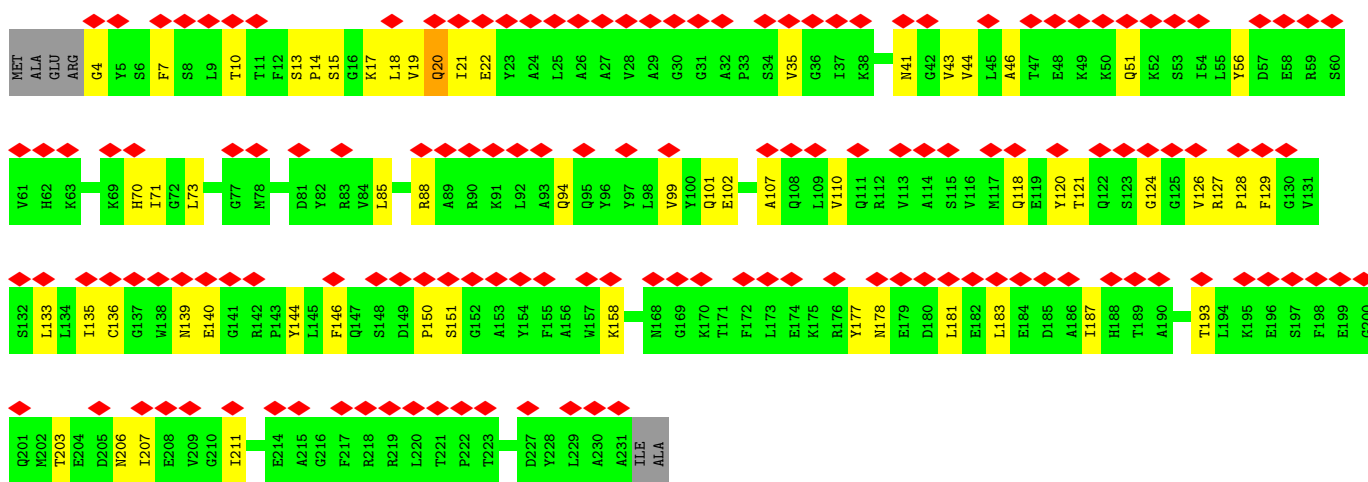 MET ALA GLU ARG G4 Y5 S6 F7 S8 L9 T10 T11 F12 S13 P14 S15 G16 K17 L18 V19 Q20 I21 E22 Y23 A24 L25 A26 A27 V28 A29 G30 G31 A32 P33 S34 V35 G36 I37 K38 N41 G42 V43 V44 L45 A46 T47 E48 K49 K50 Q51 K52 S53 I54 L55 Y56 D57 E58 R59 S60
V61 H62 K63 K69 H70 I71 G72 L73 G77 M78 D81 Y82 R83 V84 L85 R88 A89 R90 K91 L92 A93 Q94 Q95 Y96 Y97 L98 V99 Y100 Q101 E102 A107 Q108 L109 V110 Q111 R112 V113 A114 S115 V116 M117 Q118 E119 Y120 T121 Q122 S123 G124 G125 V126 R127 P128 F129 G130 V131
S132 L133 L134 I135 C136 G137 W138 N139 E140 G141 R142 P143 Y144 L145 F146 Q147 S148 D149 P150 S151 G152 A153 Y154 F155 A156 W157 K158 N168 G169 K170 T171 F172 L173 E174 K175 R176 Y177 N178 E179 D180 L181 E182 L183 E184 D185 A186 I187 H188 T189 A190 T193 L194 K195 E196 S197 F198 E199 G200
Q201 M202 T203 E204 D205 N206 I207 E208 V209 G210 I211 E214 A215 G216 F217 R218 R219 L220 T221 P222 T223 D227 Y228 L229 A230 A231 ILE ALA